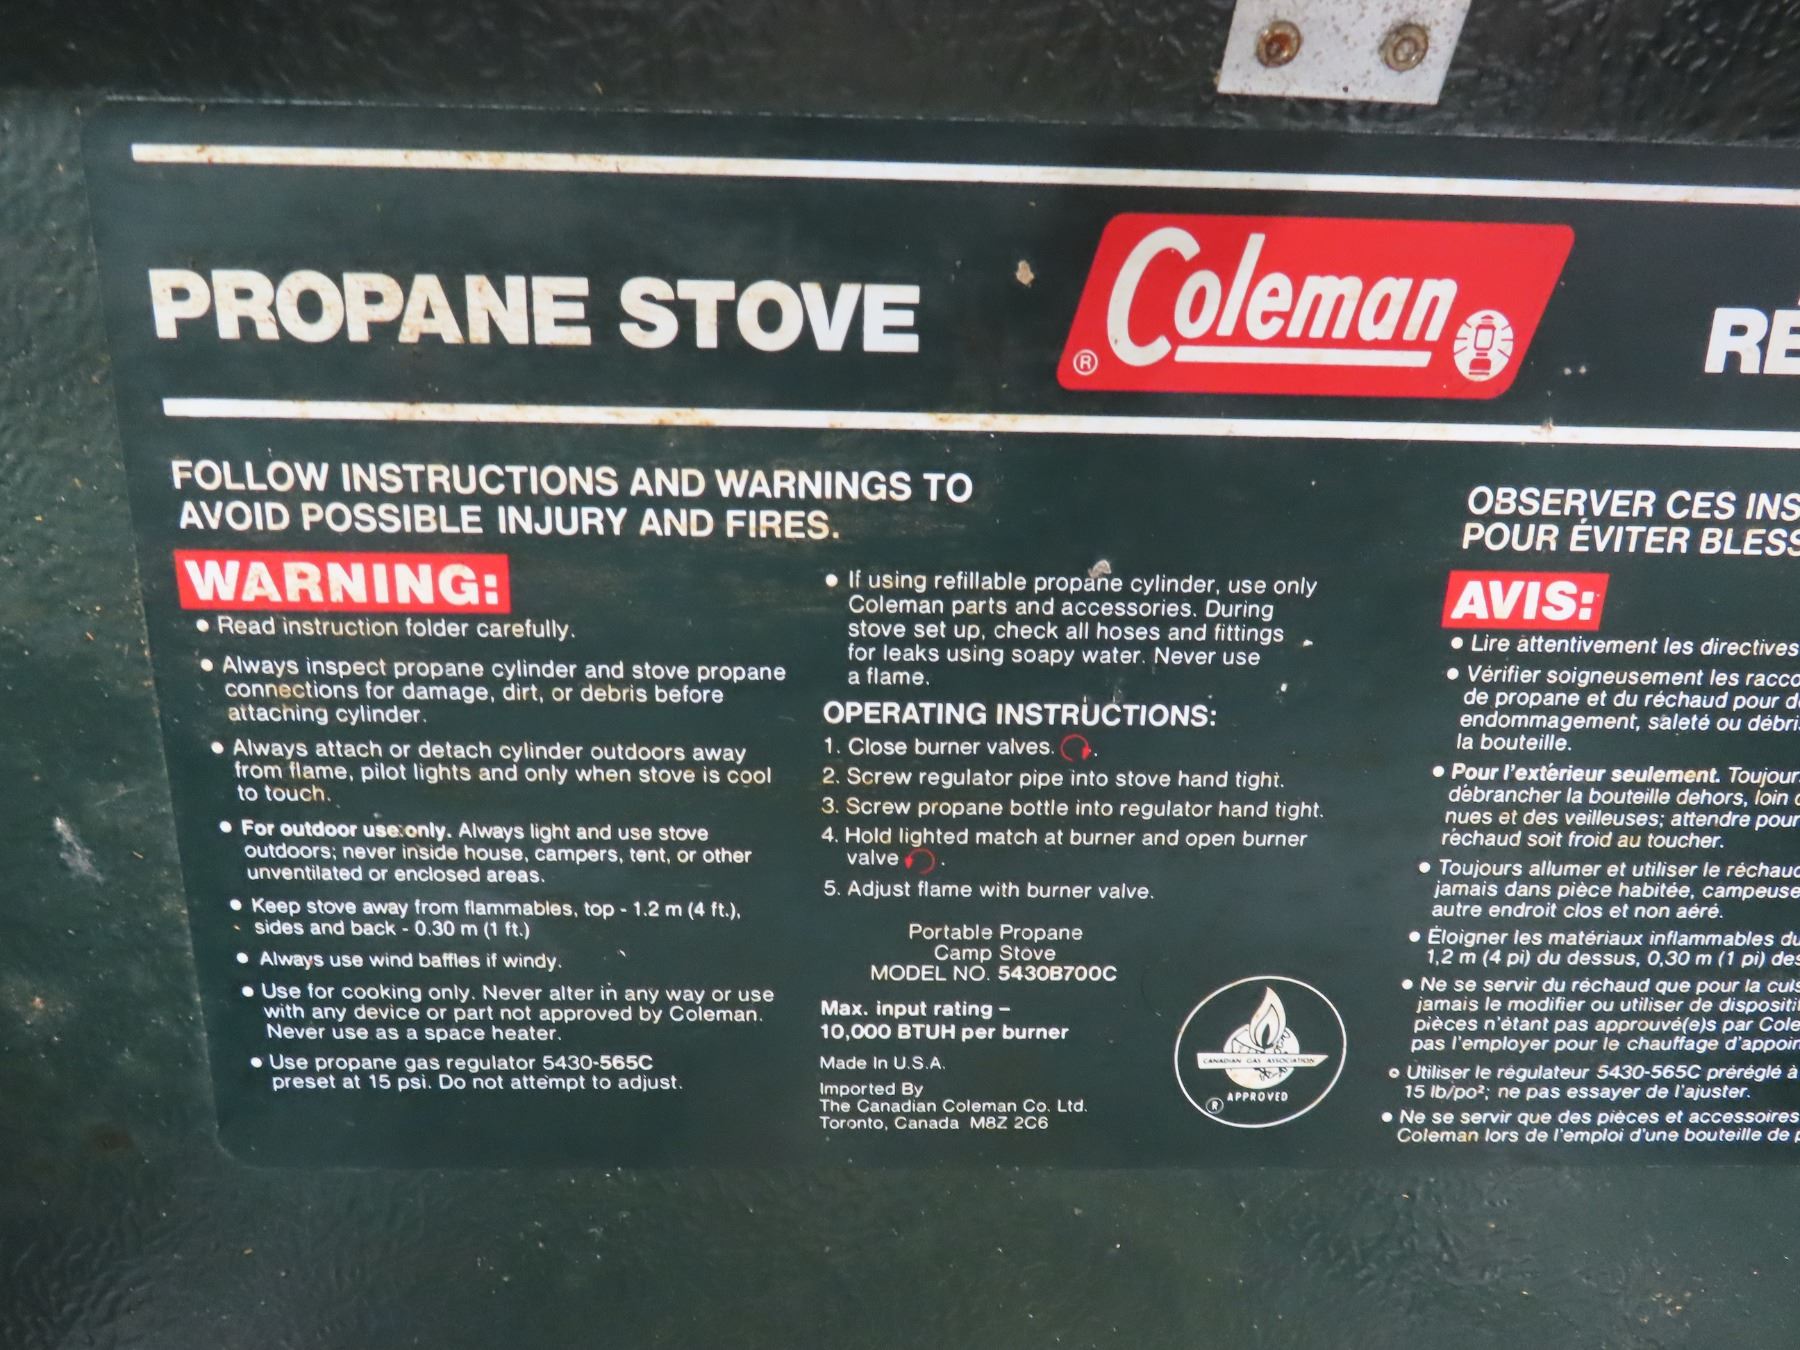 PROPANE STOVE
Coleman
®
FOLLOW INSTRUCTIONS AND WARNINGS TO
AVOID POSSIBLE INJURY AND FIRES.
WARNING:
• Read instruction folder carefully.
• Always inspect propane cylinder and stove propane
connections for damage, dirt, or debris before
attaching cylinder.
• Always attach or detach cylinder outdoors away
from flame, pilot lights and only when stove is cool
to touch.
• For outdoor use only. Always light and use stove
outdoors; never inside house, campers, tent, or other
unventilated or enclosed areas.
• Keep stove away from flammables, top - 1.2 m (4 ft.),
sides and back - 0.30 m (1 ft.)
• Always use wind baffles if windy.
• Use for cooking only. Never alter in any way or use
with any device or part not approved by Coleman.
Never use as a space heater.
• Use propane gas regulator 5430-565C
preset at 15 psi. Do not attempt to adjust.
• If using refillable propane cylinder, use only
Coleman parts and accessories. During
stove set up, check all hoses and fittings
for leaks using soapy water. Never use
a flame.
OPERATING INSTRUCTIONS:
1. Close burner valves.
2. Screw regulator pipe into stove hand tight.
3. Screw propane bottle into regulator hand tight.
4. Hold lighted match at burner and open burner
valve .
5. Adjust flame with burner valve.
Portable Propane
Camp Stove
MODEL NO. 5430B700C
Max. input rating –
10,000 BTUH per burner
Made In U.S.A.
Imported By
The Canadian Coleman Co. Ltd.
Toronto, Canada M8Z 2C6
CANADIAN GAS ASSOCIATION
® APPROVED
RÉ
OBSERVER CES INS
POUR ÉVITER BLESS
AVIS:
• Lire attentivement les directives
• Vérifier soigneusement les racco
de propane et du réchaud pour d
endommagement, saleté ou débri
la bouteille.
• Pour l'extérieur seulement. Toujour
débrancher la bouteille dehors, loin
nues et des veilleuses; attendre pour
réchaud soit froid au toucher.
• Toujours allumer et utiliser le réchaud
jamais dans pièce habitée, campeuse
autre endroit clos et non aéré.
• Éloigner les matériaux inflammables du
1,2 m (4 pi) du dessus, 0,30 m (1 pi) des
• Ne se servir du réchaud que pour la cuis
jamais le modifier ou utiliser de dispositi
pièces n'étant pas approuvé(e)s par Cole
pas l'employer pour le chauffage d'appoin
• Utiliser le régulateur 5430-565C préréglé à
15 lb/po²; ne pas essayer de l'ajuster.
• Ne se servir que des pièces et accessoires
Coleman lors de l'emploi d'une bouteille de p